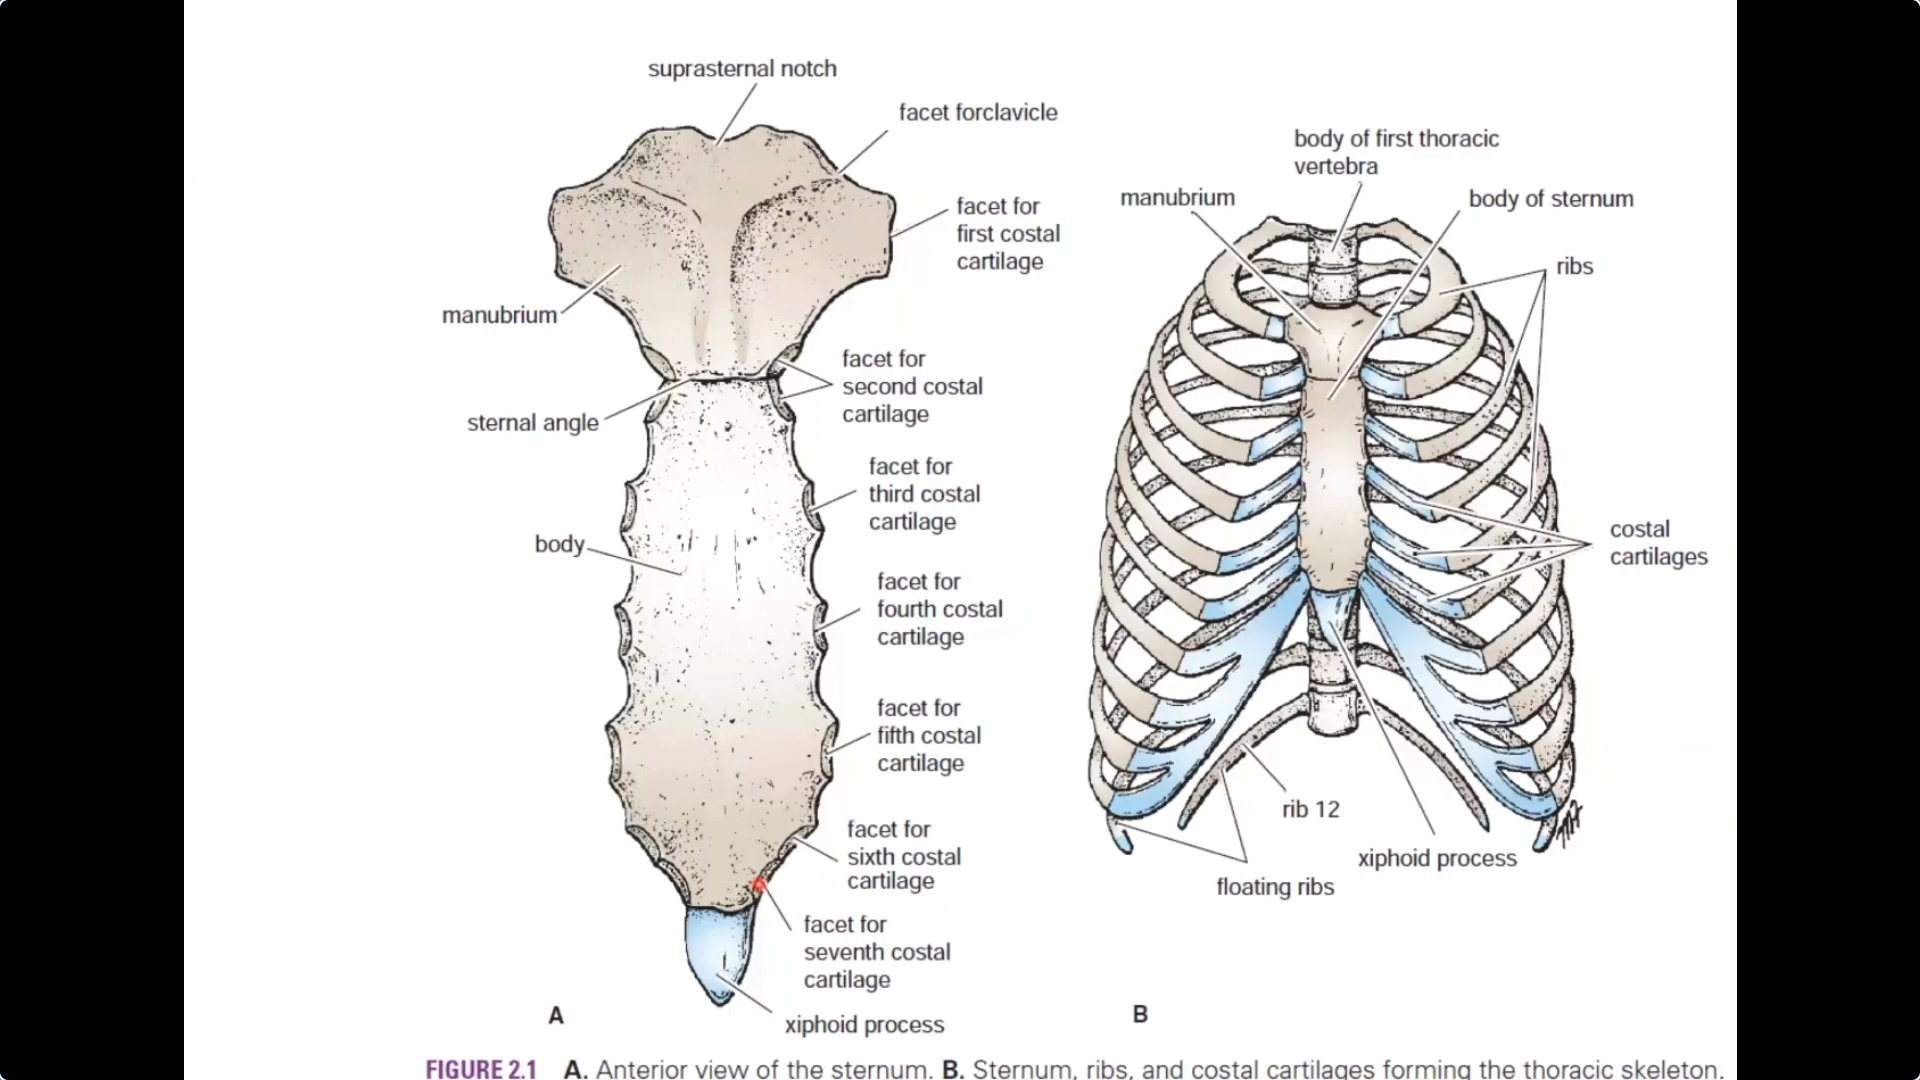 suprasternal notch
facet forclavicle
facet for
first costal
cartilage
manubrium
facet for
second costal
cartilage
sternal angle
facet for
third costal
cartilage
body
facet for
fourth costal
cartilage
facet for
fifth costal
cartilage
facet for
sixth costal
cartilage
facet for
seventh costal
cartilage
xiphoid process
A
body of first thoracic
vertebra
manubrium
body of sternum
ribs
costal
cartilages
rib 12
xiphoid process
floating ribs
B
FIGURE 2.1 A. Anterior view of the sternum. B. Sternum, ribs, and costal cartilages forming the thoracic skeleton.